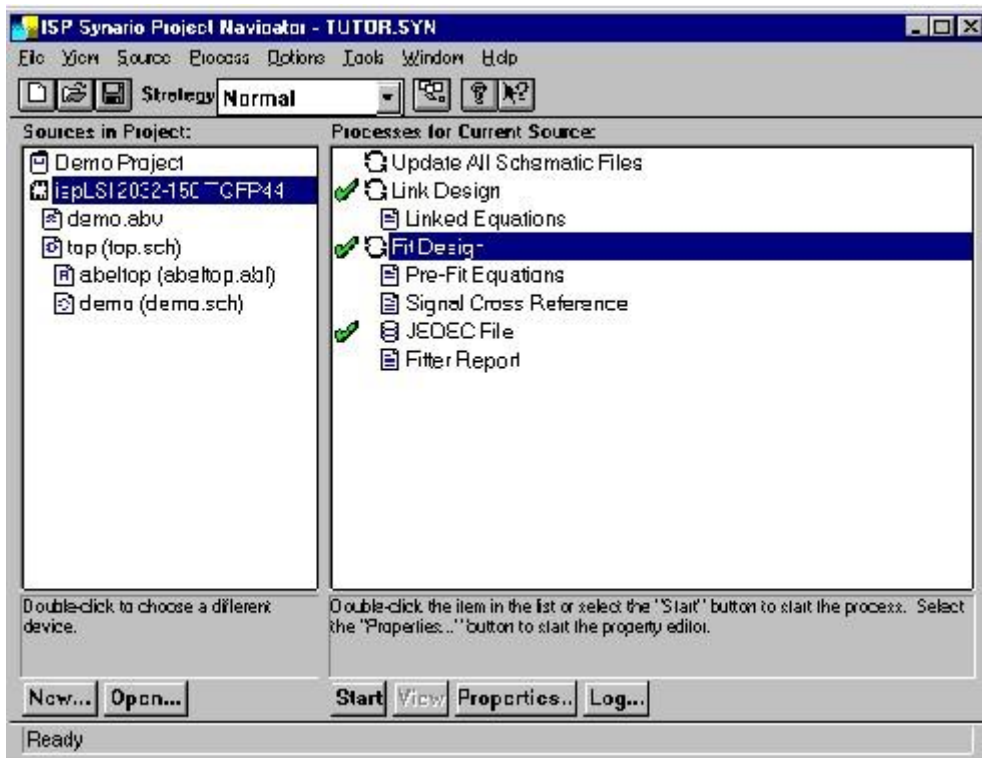 ISP Synario Project Navigator - TUTOR.SYN
File View Source Process Options Tools Window Help
Strategy Normal
Sources in Project:
Processes for Current Source:
Demo Project
ispLSI 2032-150 TQFP44
demo.abv
top (top.sch)
abeltop (abeltop.abl)
demo (demo.sch)
Update All Schematic Files
Link Design
Linked Equations
Fit Design
Pre-Fit Equations
Signal Cross Reference
JEDEC File
Fitter Report
Double-click to choose a different
device.
Double-click the item in the list or select the "Start" button to start the process. Select
the "Properties..." button to start the property editor.
New... Open...
Start View Properties.. Log...
Ready